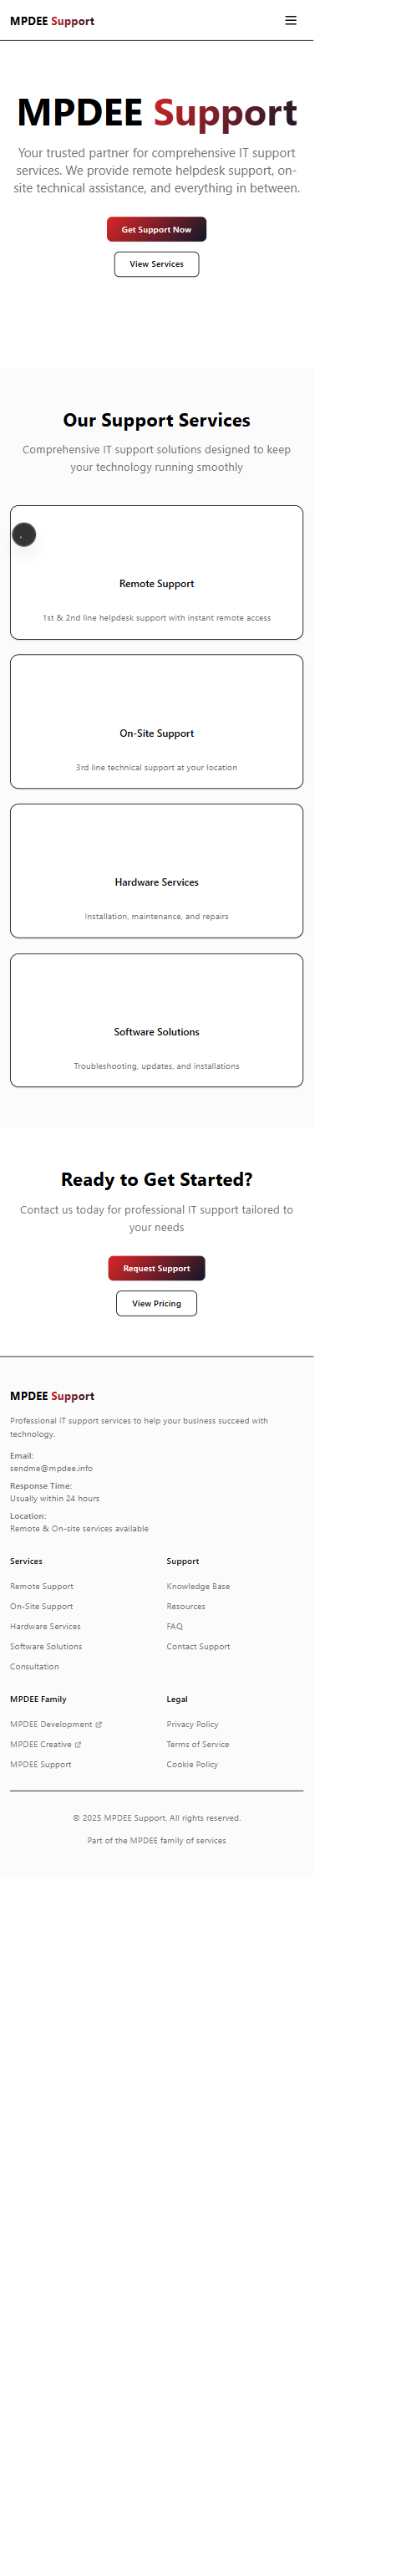 MPDEE Support
MPDEE Support
Your trusted partner for comprehensive IT support
services. We provide remote helpdesk support, on-
site technical assistance, and everything in between.
Get Support Now
View Services
Our Support Services
Comprehensive IT support solutions designed to keep
your technology running smoothly
Remote Support
1st & 2nd line helpdesk support with instant remote access
On-Site Support
3rd line technical support at your location
Hardware Services
Installation, maintenance, and repairs
Software Solutions
Troubleshooting, updates, and installations
Ready to Get Started?
Contact us today for professional IT support tailored to
your needs
Request Support
View Pricing
MPDEE Support
Professional IT support services to help your business succeed with
technology.
Email:
sendme@mpdee.info
Response Time:
Usually within 24 hours
Location:
Remote & On-site services available
Services
Remote Support
On-Site Support
Hardware Services
Software Solutions
Consultation
Support
Knowledge Base
Resources
FAQ
Contact Support
MPDEE Family
MPDEE Development
MPDEE Creative
MPDEE Support
Legal
Privacy Policy
Terms of Service
Cookie Policy
© 2025 MPDEE Support. All rights reserved.
Part of the MPDEE family of services